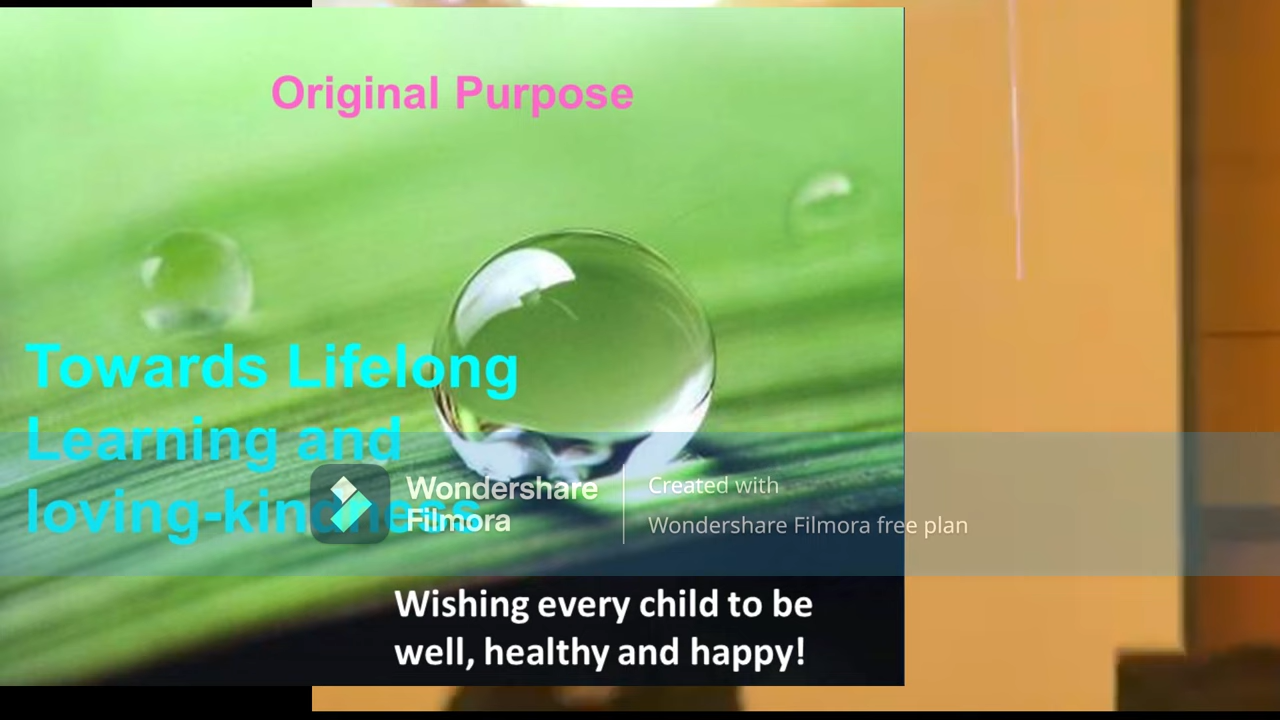 Original Purpose
Towards Lifelong
Learning and
loving-kindness
Wondershare
Filmora
Created with
Wondershare Filmora free plan
Wishing every child to be
well, healthy and happy!